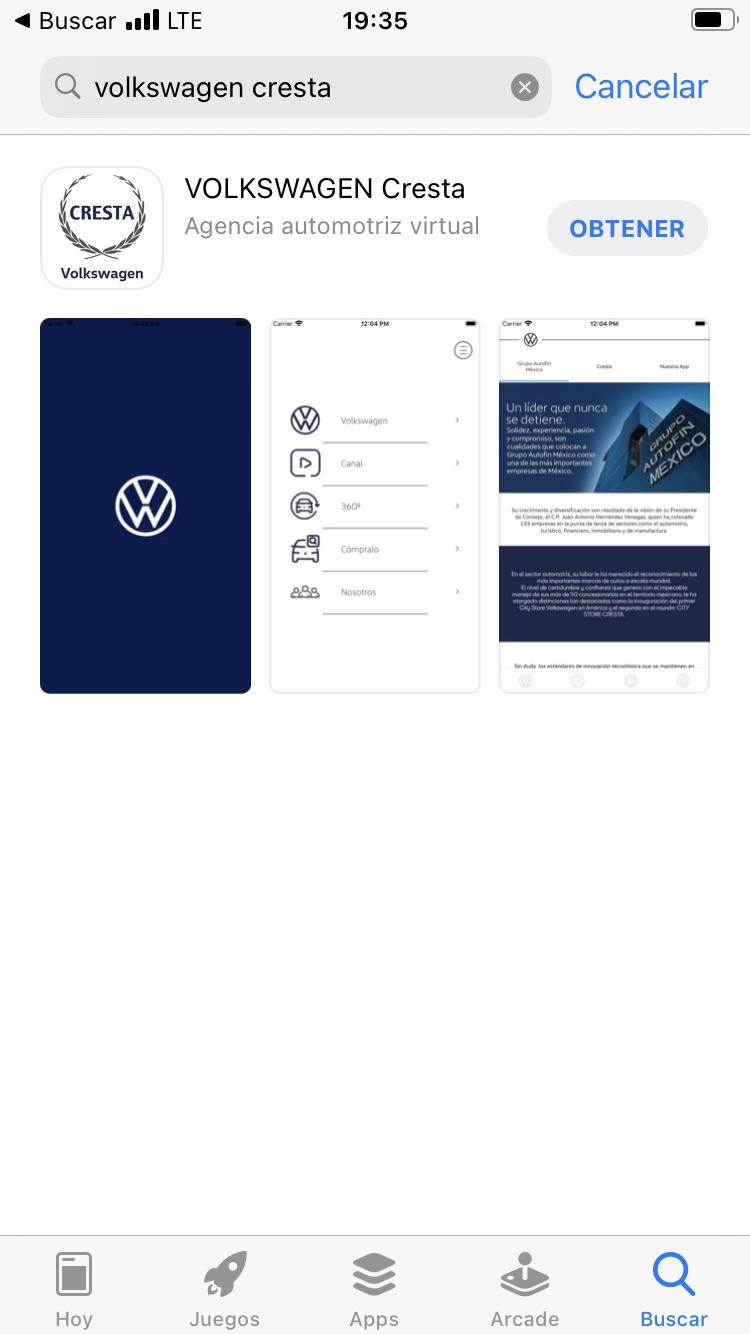 Buscar LTE 19:35
volkswagen cresta Cancelar
CRESTA
Volkswagen
VOLKSWAGEN Cresta
Agencia automotriz virtual
OBTENER
Carrier 12:04 PM
Volkswagen
Canal
360º
Cómpralo
Nosotros
Carrier 12:04 PM
Grupo Autofin
México
Cresta
Nuestra App
Un líder que nunca
se detiene.
Solidez, experiencia, pasión
y compromiso, son
cualidades que colocan a
Grupo Autofin México como
una de las más importantes
empresas de México.
GRUPO
AUTOFIN
MÉXICO
Su crecimiento y diversificación son resultado de la visión de su Presidente
de Consejo, el C.P. Juan Antonio Hernández Venegas, quien ha colocado
133 empresas en la punta de lanza de sectores como el automotriz,
turístico, financiero, inmobiliario y de manufactura.
En el sector automotriz, su labor le ha merecido el reconocimiento de las
más importantes marcas de autos a escala mundial.
El nivel de certidumbre y confianza que genera con el impecable
manejo de sus más de 50 concesionarios en el territorio mexicano, le ha
otorgado distinciones tan destacadas como la inauguración del primer
City Store Volkswagen en América y el segundo en el mundo: CITY
STORE CRESTA.
Sin duda, los estándares de innovación tecnológica que se mantienen en
Hoy
Juegos
Apps
Arcade
Buscar